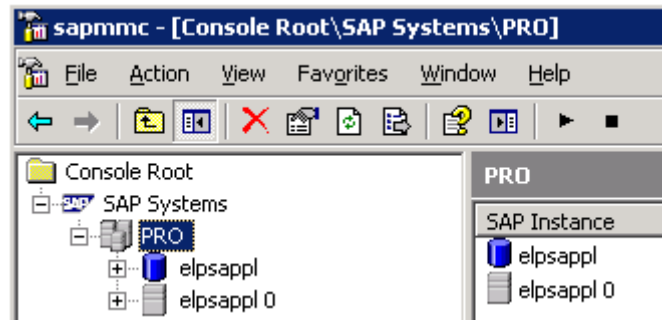 sapmmc - [Console Root\SAP Systems\PRO]
File Action View Favorites Window Help
Console Root
SAP SAP Systems
PRO
elpsappl
elpsappl 0
PRO
SAP Instance
elpsappl
elpsappl 0